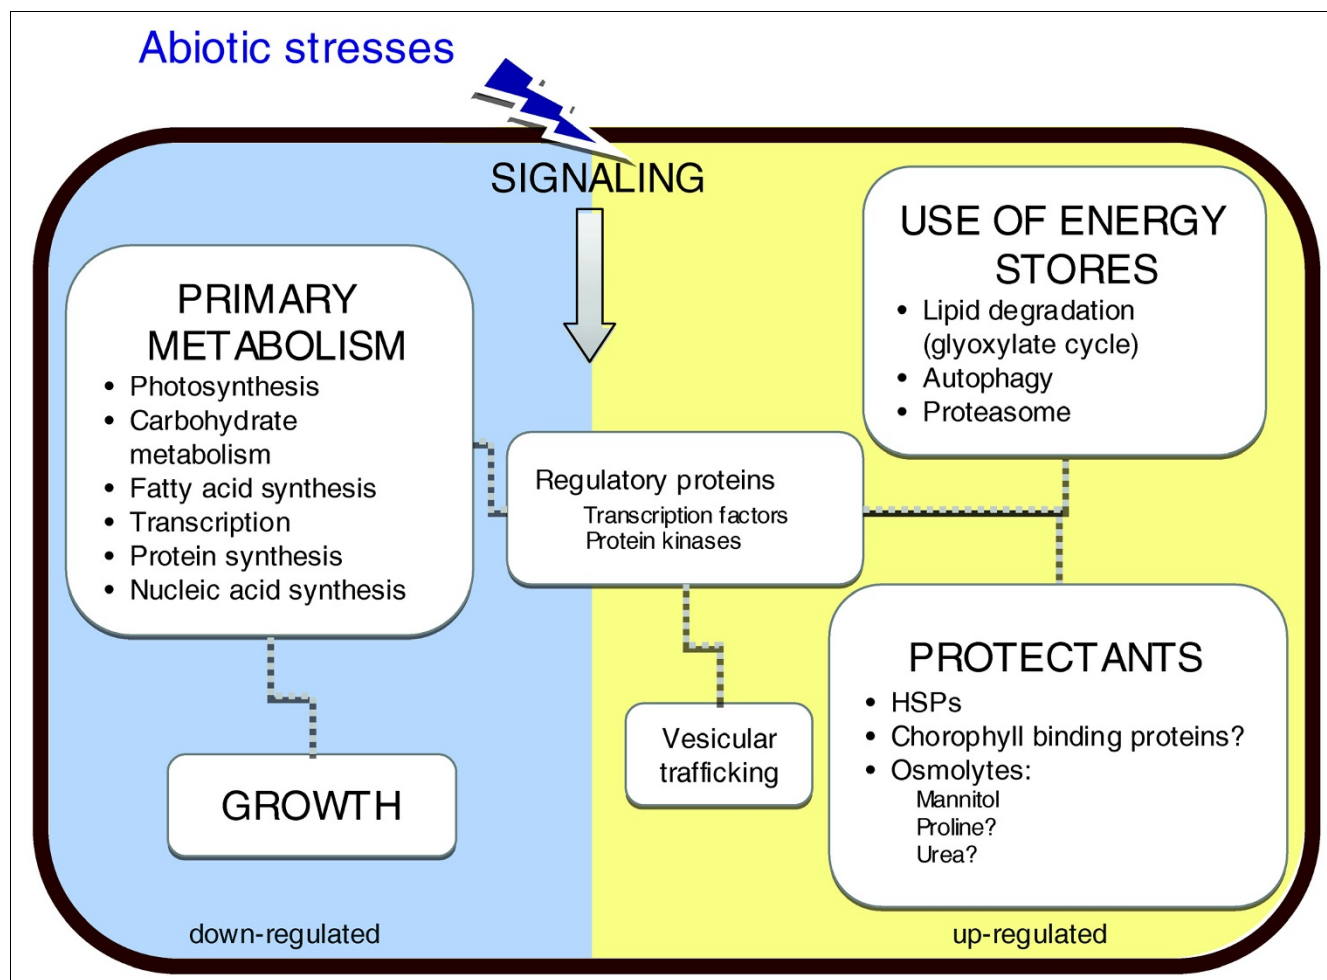 Abiotic stresses
SIGNALING
PRIMARY
METABOLISM
• Photosynthesis
• Carbohydrate
metabolism
• Fatty acid synthesis
• Transcription
• Protein synthesis
• Nucleic acid synthesis
GROWTH
down-regulated
Regulatory proteins
Transcription factors
Protein kinases
Vesicular
trafficking
USE OF ENERGY
STORES
• Lipid degradation
(glyoxylate cycle)
• Autophagy
• Proteasome
PROTECTANTS
• HSPs
• Chorophyll binding proteins?
• Osmolytes:
Mannitol
Proline?
Urea?
up-regulated